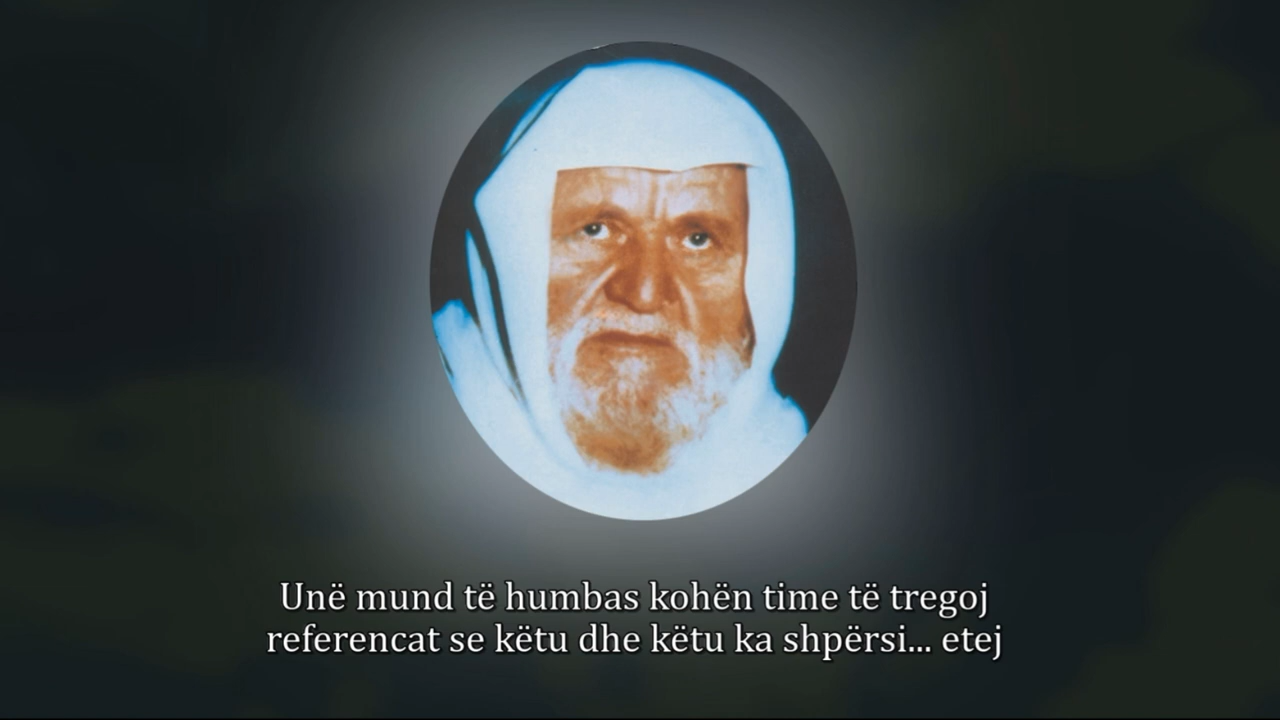 Unë mund të humbas kohën time të tregoj
referencat se këtu dhe këtu ka shpërsi... etej